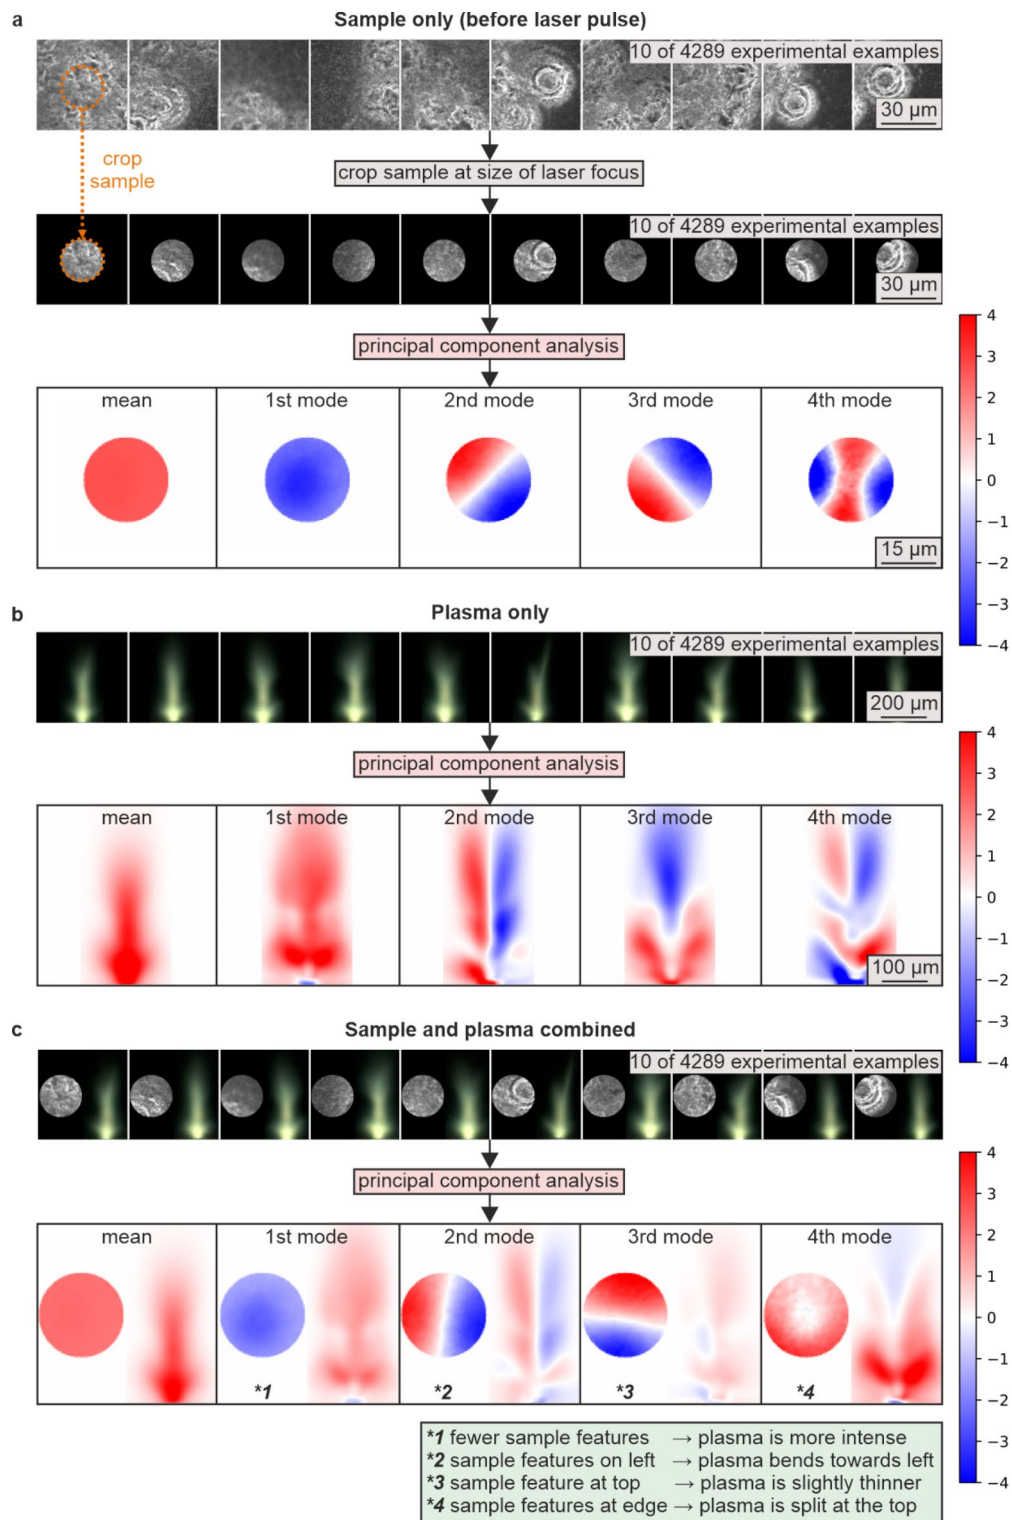 a
Sample only (before laser pulse)
10 of 4289 experimental examples
30 µm
crop
sample
crop sample at size of laser focus
10 of 4289 experimental examples
30 µm
principal component analysis
mean 1st mode 2nd mode 3rd mode 4th mode
15 µm
4
3
2
1
0
−1
−2
−3
−4
b
Plasma only
10 of 4289 experimental examples
200 µm
principal component analysis
mean 1st mode 2nd mode 3rd mode 4th mode
100 µm
4
3
2
1
0
−1
−2
−3
−4
c
Sample and plasma combined
10 of 4289 experimental examples
principal component analysis
mean 1st mode 2nd mode 3rd mode 4th mode
*1 *2 *3 *4
4
3
2
1
0
−1
−2
−3
−4
*1 fewer sample features → plasma is more intense
*2 sample features on left → plasma bends towards left
*3 sample feature at top → plasma is slightly thinner
*4 sample features at edge → plasma is split at the top